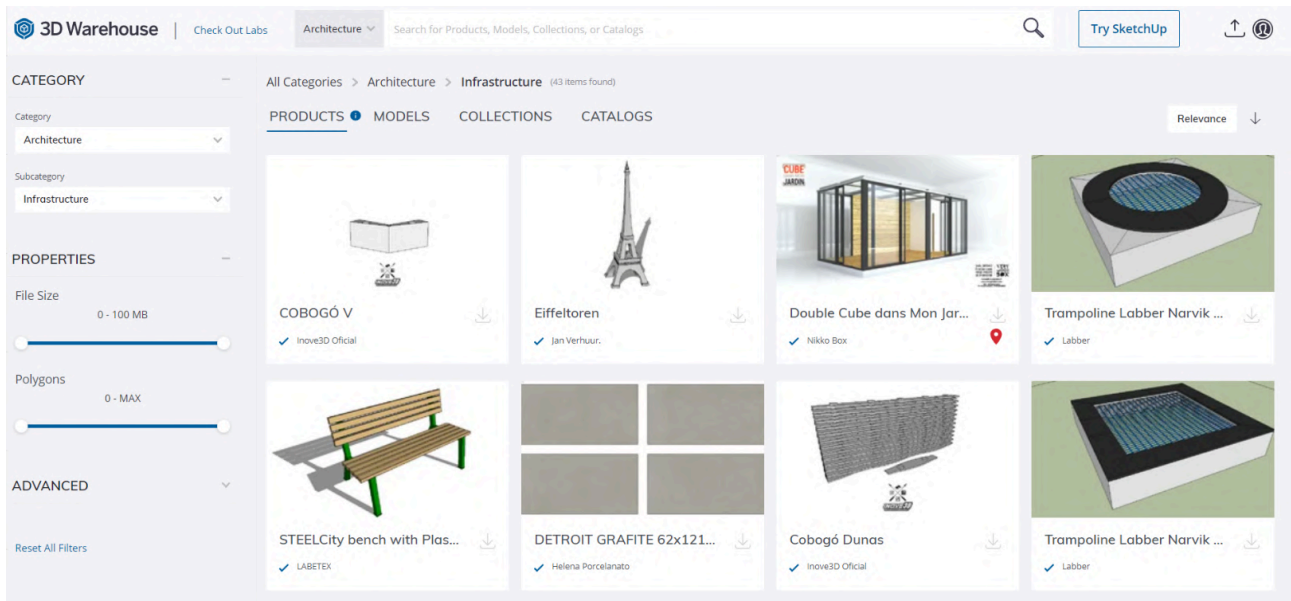 3D Warehouse
Check Out Labs
Architecture
Search for Products, Models, Collections, or Catalogs
Try SketchUp
CATEGORY
Category
Architecture
Subcategory
Infrastructure
PROPERTIES
File Size
0 - 100 MB
Polygons
0 - MAX
ADVANCED
Reset All Filters
All Categories > Architecture > Infrastructure (43 items found)
PRODUCTS MODELS COLLECTIONS CATALOGS
Relevance
COBOGÓ V
Inove3D Oficial
Eiffeltoren
Jan Verhuur.
CUBE
JARDIN
Double Cube dans Mon Jar...
Nikko Box
Trampoline Labber Narvik ...
Labber
STEELCity bench with Plas...
LABETEX
DETROIT GRAFITE 62x121...
Helena Porcelanato
Cobogó Dunas
Inove3D Oficial
Trampoline Labber Narvik ...
Labber